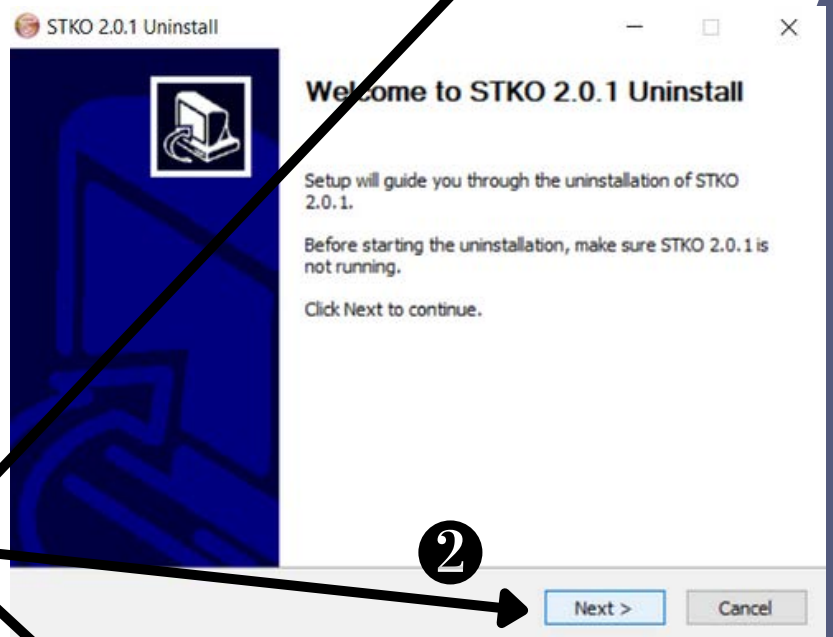 STKO 2.0.1 Uninstall
Welcome to STKO 2.0.1 Uninstall
Setup will guide you through the uninstallation of STKO
2.0.1.
Before starting the uninstallation, make sure STKO 2.0.1 is
not running.
Click Next to continue.
2
Next >
Cancel